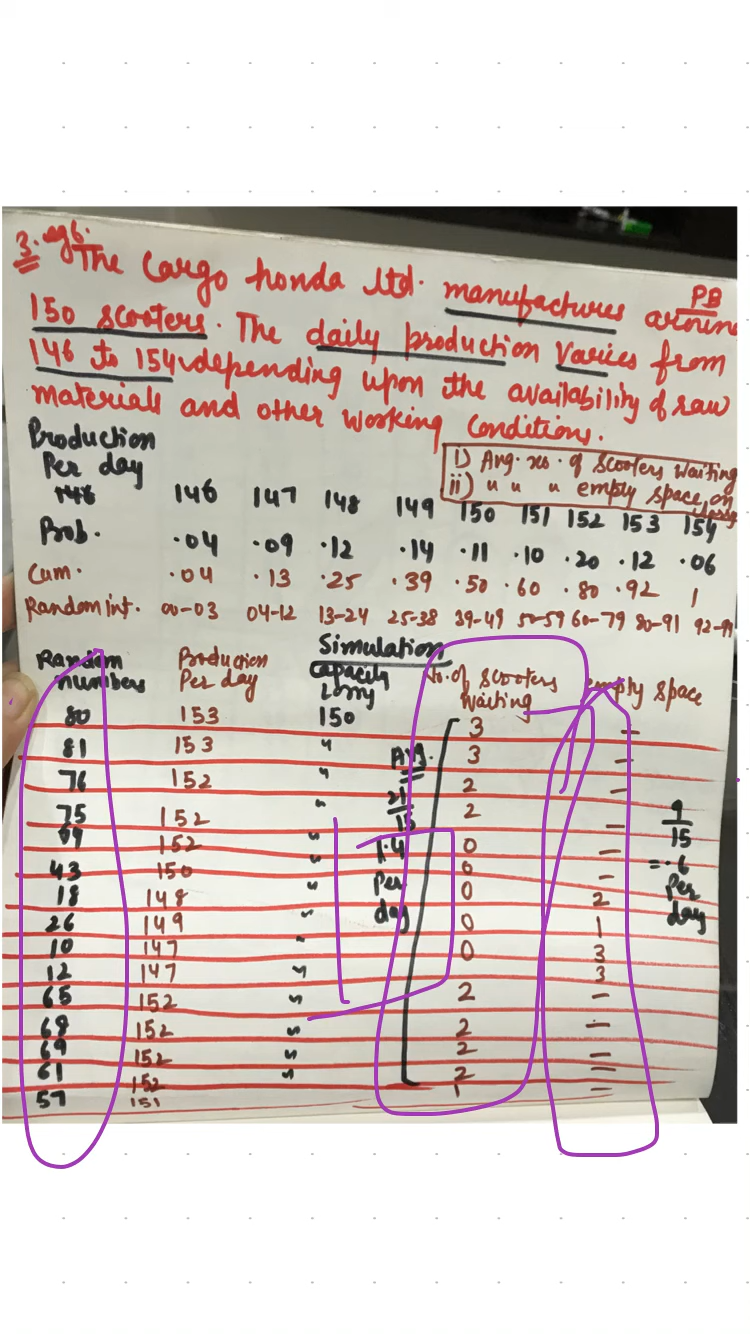 3. eg6.
The Cargo honda ltd. manufactures around
PB
150 scooters. The daily production varies from
146 to 154 depending upon the availability of raw
materials and other working conditions.
Production
Per day
i) Avg. no. of scooters waiting
ii) " " " empty space on
146 147 148 149 150 151 152 153 154
Prob. .04 .09 .12 .14 .11 .10 .20 .12 .06
Cum. .04 .13 .25 .39 .50 .60 .80 .92 1
Random int. 00-03 04-12 13-24 25-38 39-49 50-59 60-79 80-91 92-99
Simulation
Random numbers Production Per day Capacity Lorry No. of scooters waiting empty space
80 153 150 3 -
81 153 " 3 -
76 152 " 2 -
75 152 " 2 -
152 " 0 -
43 150 " 0 -
18 148 " 0 2
26 149 " 0 1
10 147 " 0 3
12 147 " 3
65 152 " 2 -
68 152 " 2 -
69 152 " 2 -
61 152 " 2 -
57 151 1 -
Avg.
21/15
1.4
Per
day
9/15
= .6
Per
day